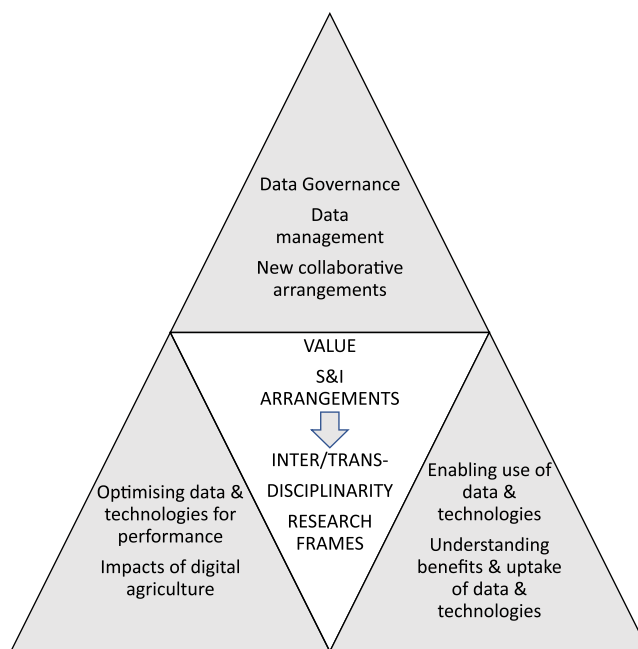 Data Governance
Data
management
New collaborative
arrangements
VALUE
S&I
ARRANGEMENTS
INTER/TRANS-
DISCIPLINARITY
RESEARCH
FRAMES
Optimising data &
technologies for
performance
Impacts of digital
agriculture
Enabling use of
data &
technologies
Understanding
benefits & uptake
of data &
technologies